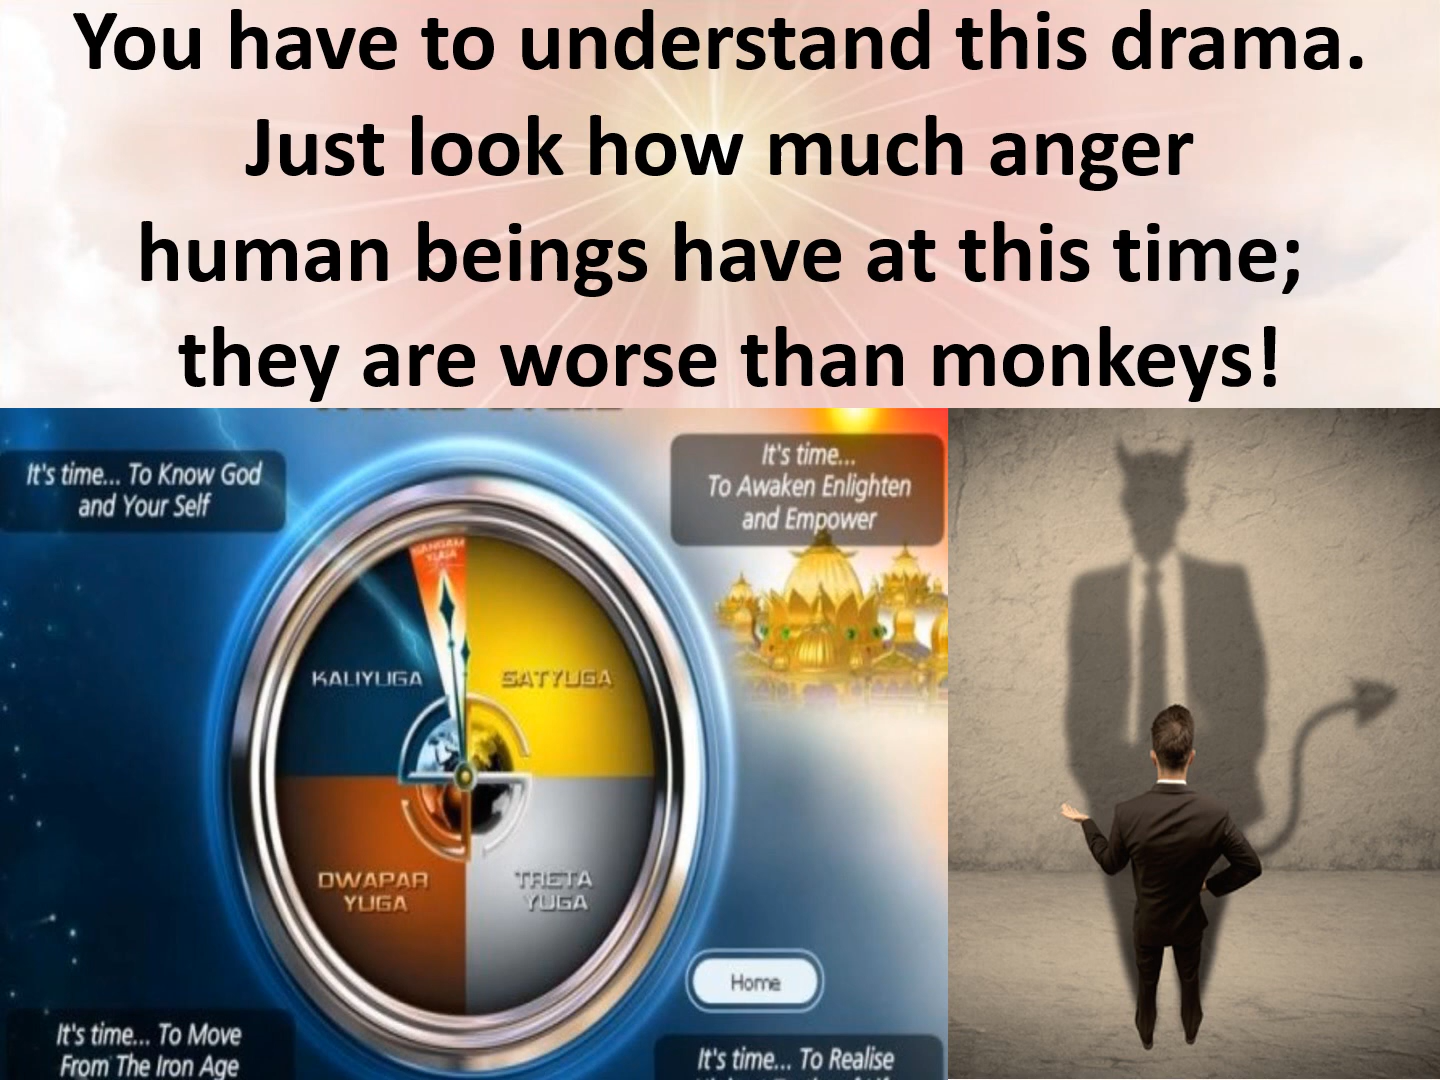 You have to understand this drama.
Just look how much anger
human beings have at this time;
they are worse than monkeys!
It's time... To Know God
and Your Self
It's time...
To Awaken Enlighten
and Empower
SANGAM
YUGA
KALIYUGA
SATYUGA
DWAPAR
YUGA
TRETA
YUGA
Home
It's time... To Move
From The Iron Age
It's time... To Realise